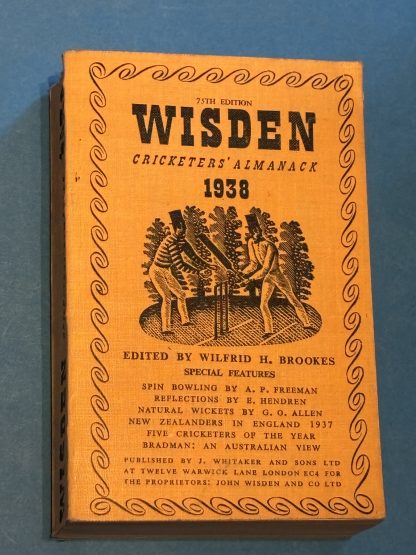 75TH EDITION
WISDEN
CRICKETERS' ALMANACK
1938
EDITED BY WILFRID H. BROOKES
SPECIAL FEATURES
SPIN BOWLING BY A. P. FREEMAN
REFLECTIONS BY E. HENDREN
NATURAL WICKETS BY G. O. ALLEN
NEW ZEALANDERS IN ENGLAND 1937
FIVE CRICKETERS OF THE YEAR
BRADMAN: AN AUSTRALIAN VIEW
PUBLISHED BY J. WHITAKER AND SONS LTD
AT TWELVE WARWICK LANE LONDON EC4 FOR
THE PROPRIETORS: JOHN WISDEN AND CO LTD
WISDEN